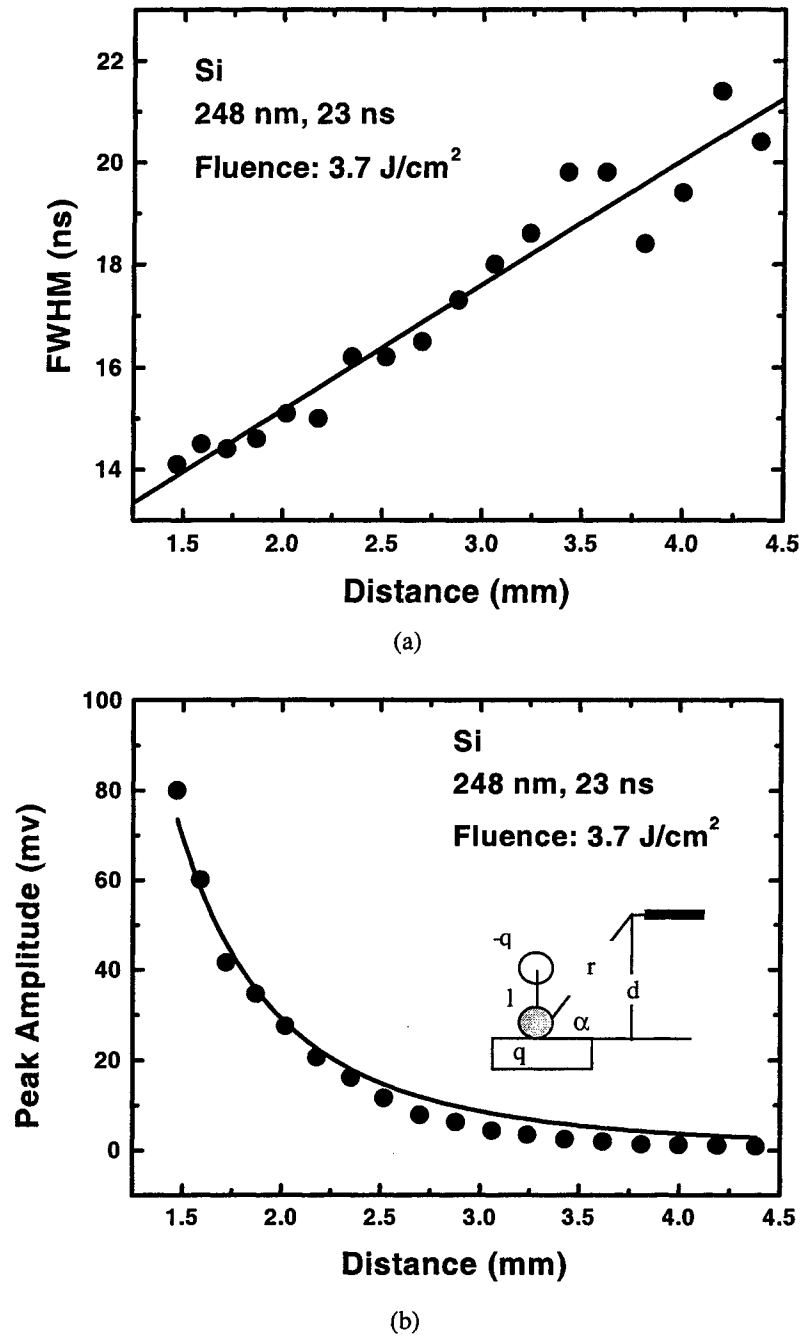 22
20
18
16
14
FWHM (ns)
Si
248 nm, 23 ns
Fluence: 3.7 J/cm²
1.5 2.0 2.5 3.0 3.5 4.0 4.5
Distance (mm)
(a)
100
80
60
40
20
0
Peak Amplitude (mv)
Si
248 nm, 23 ns
Fluence: 3.7 J/cm²
-q
r
l
d
α
q
1.5 2.0 2.5 3.0 3.5 4.0 4.5
Distance (mm)
(b)